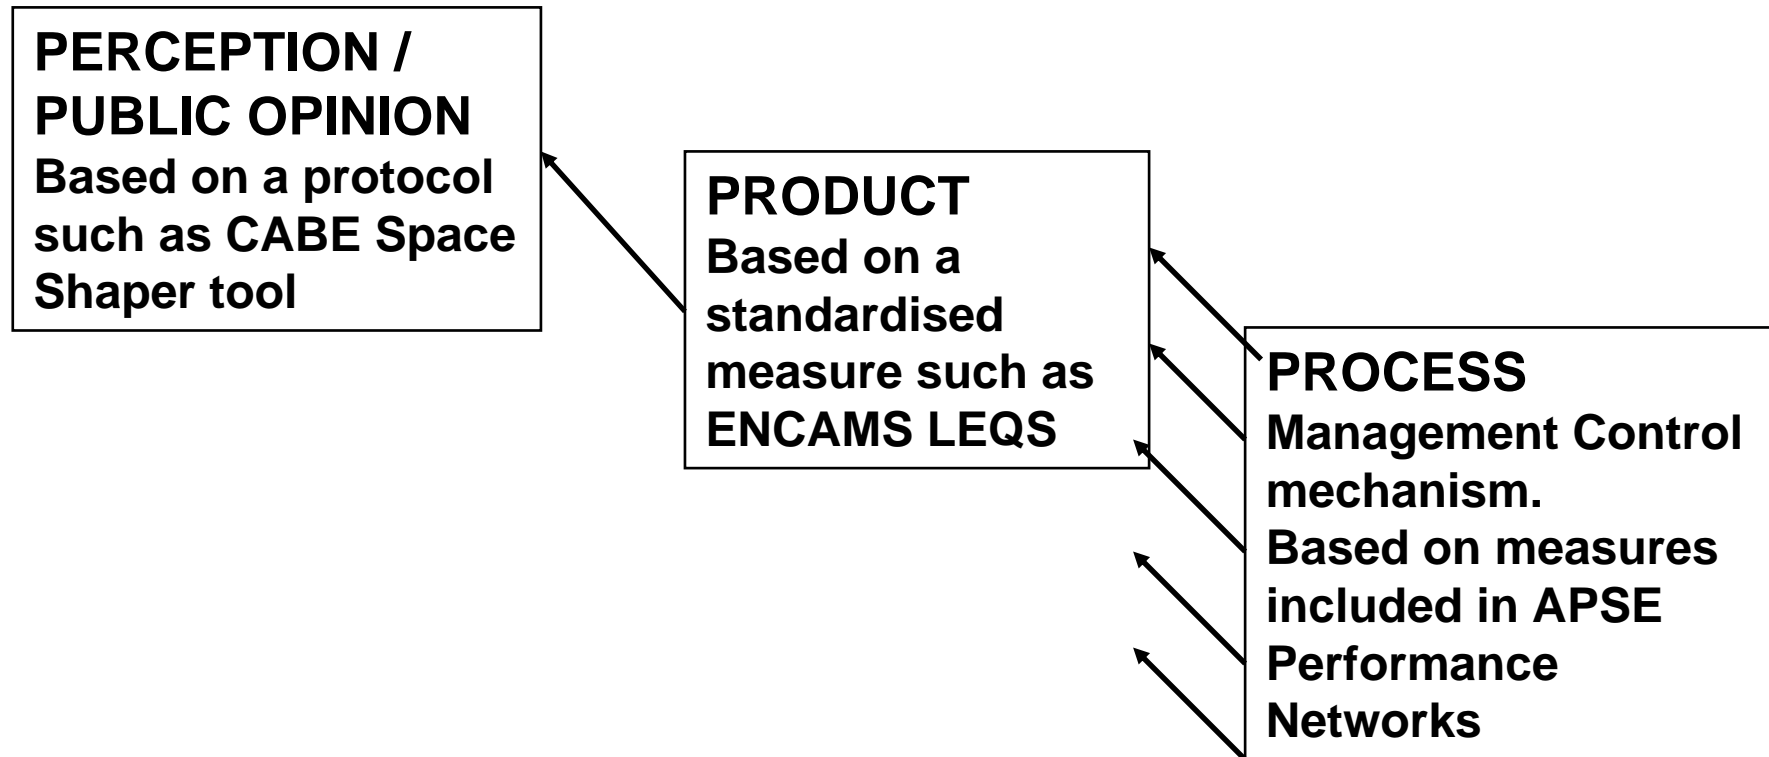 PERCEPTION /
PUBLIC OPINION
Based on a protocol
such as CABE Space
Shaper tool
PRODUCT
Based on a
standardised
measure such as
ENCAMS LEQS
PROCESS
Management Control
mechanism.
Based on measures
included in APSE
Performance
Networks